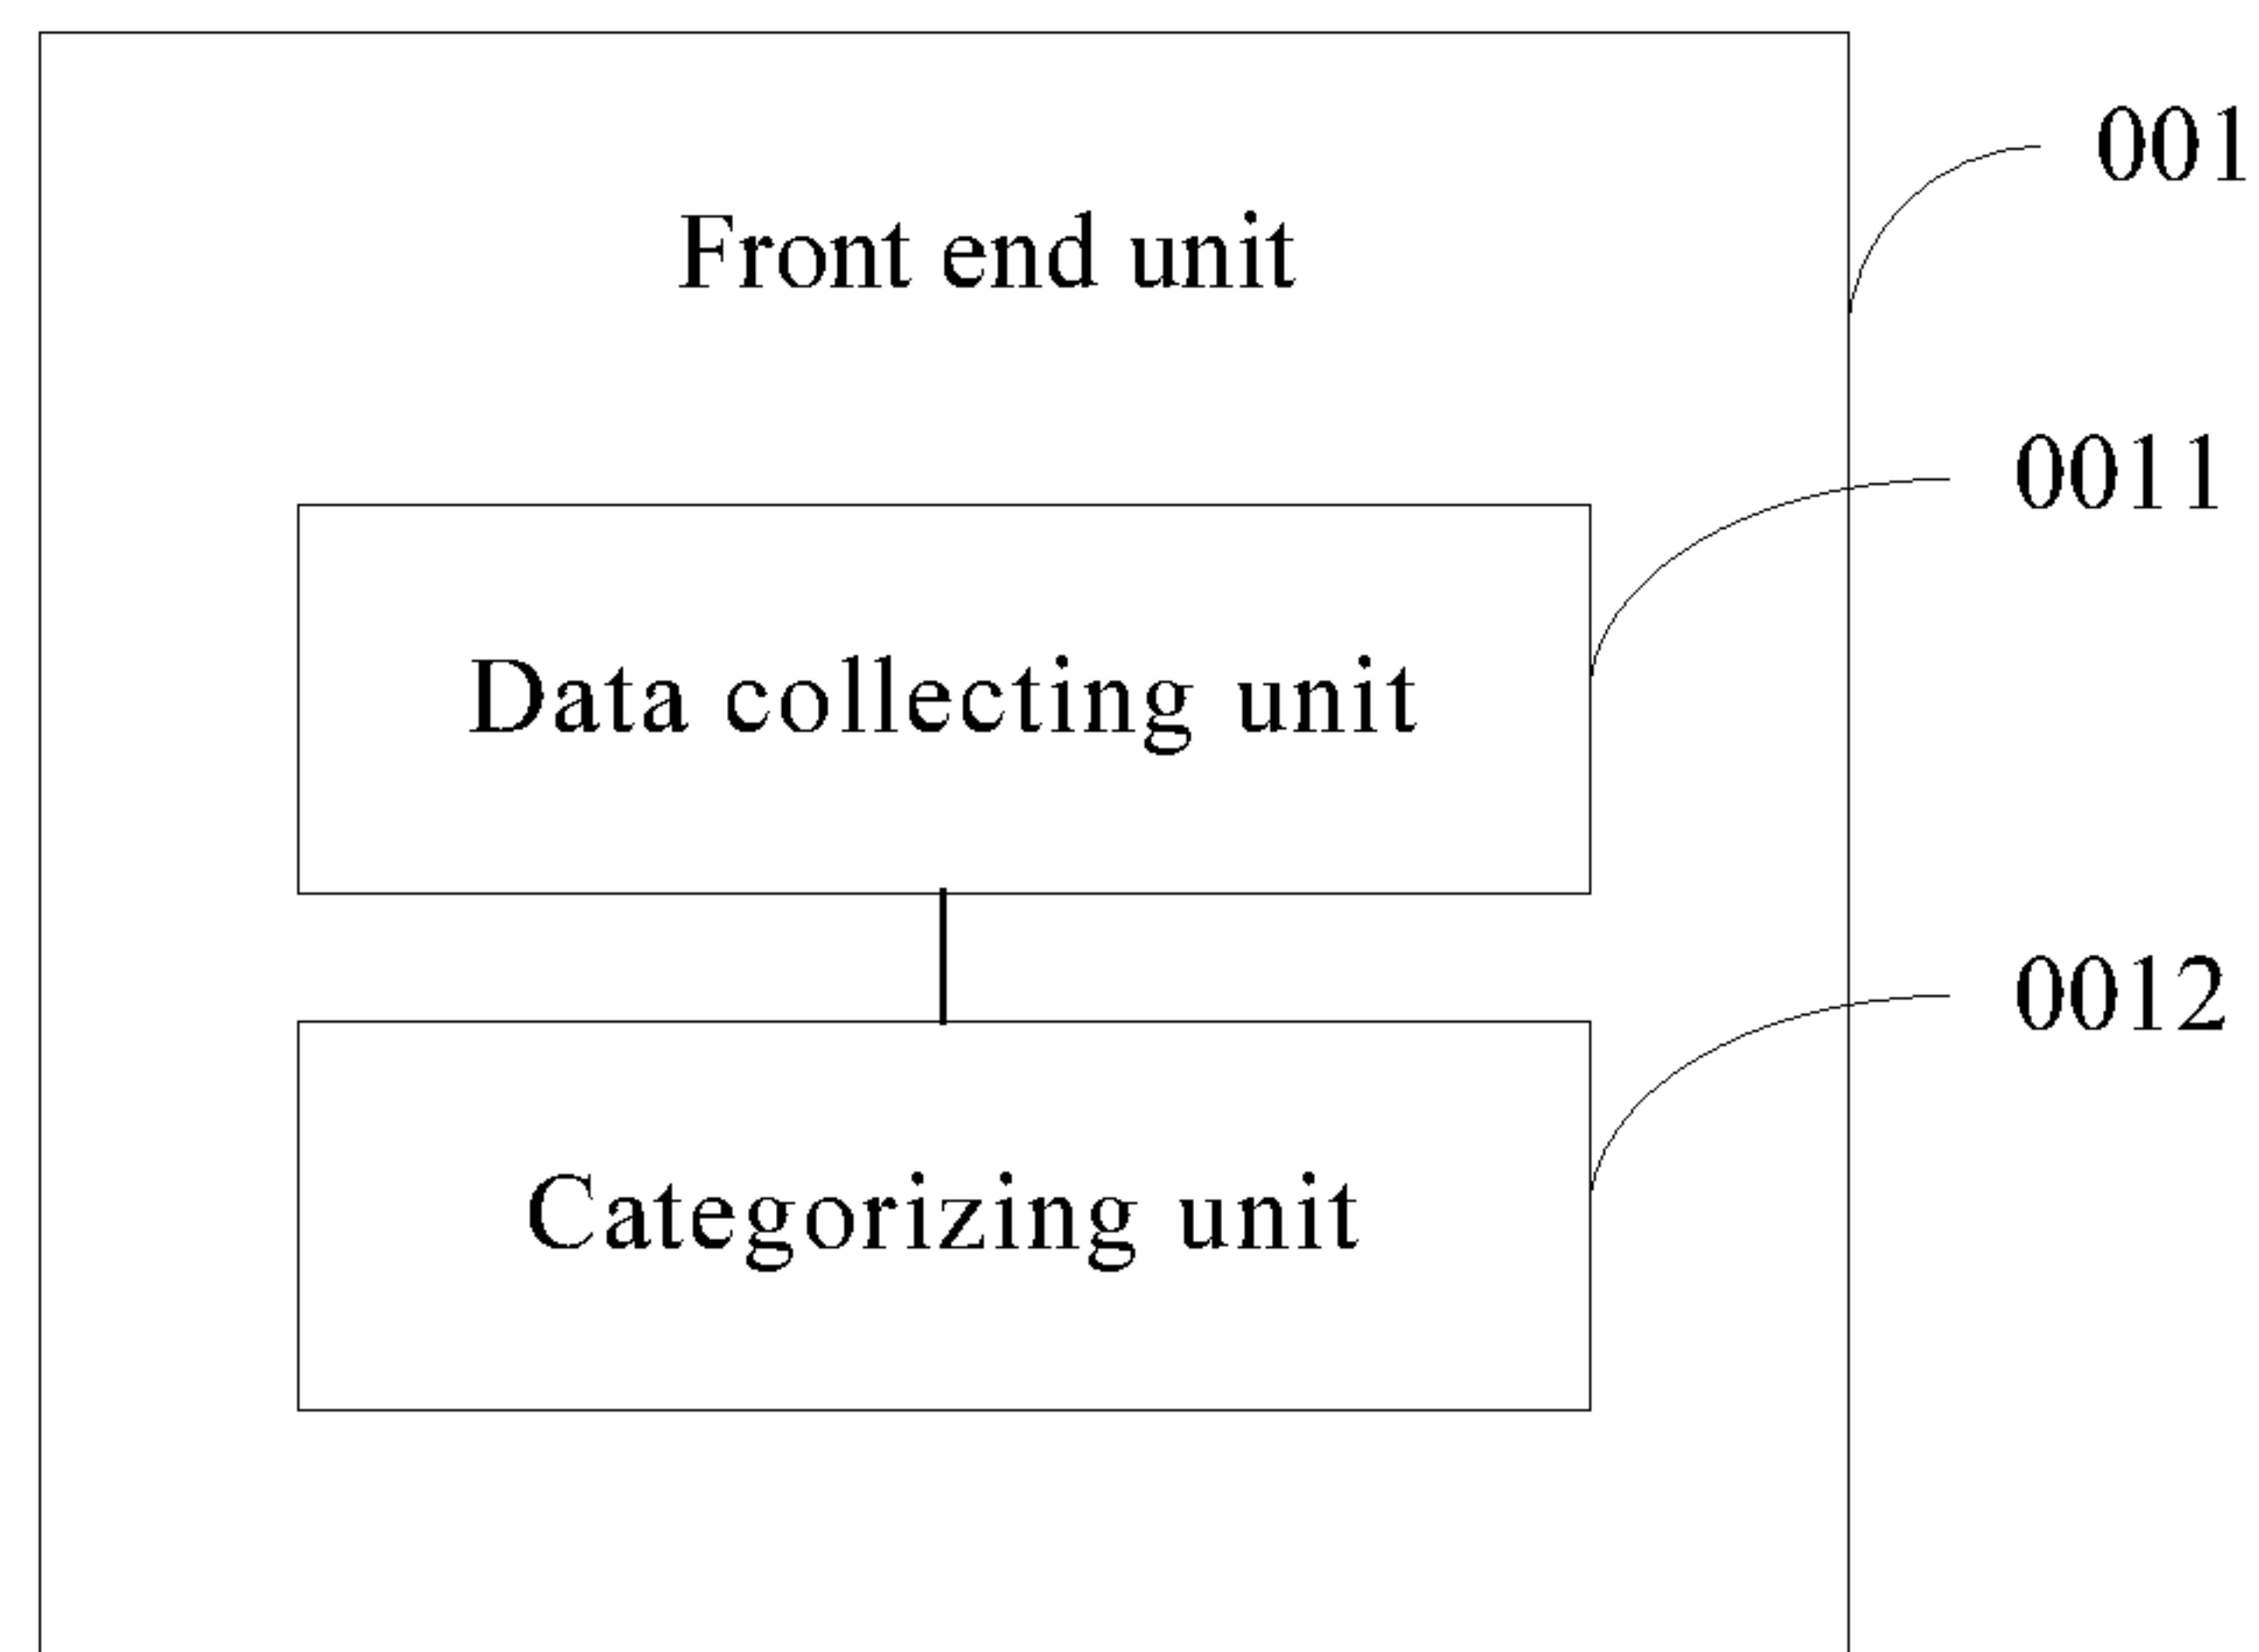 001
Front end unit
0011
Data collecting unit
0012
Categorizing unit